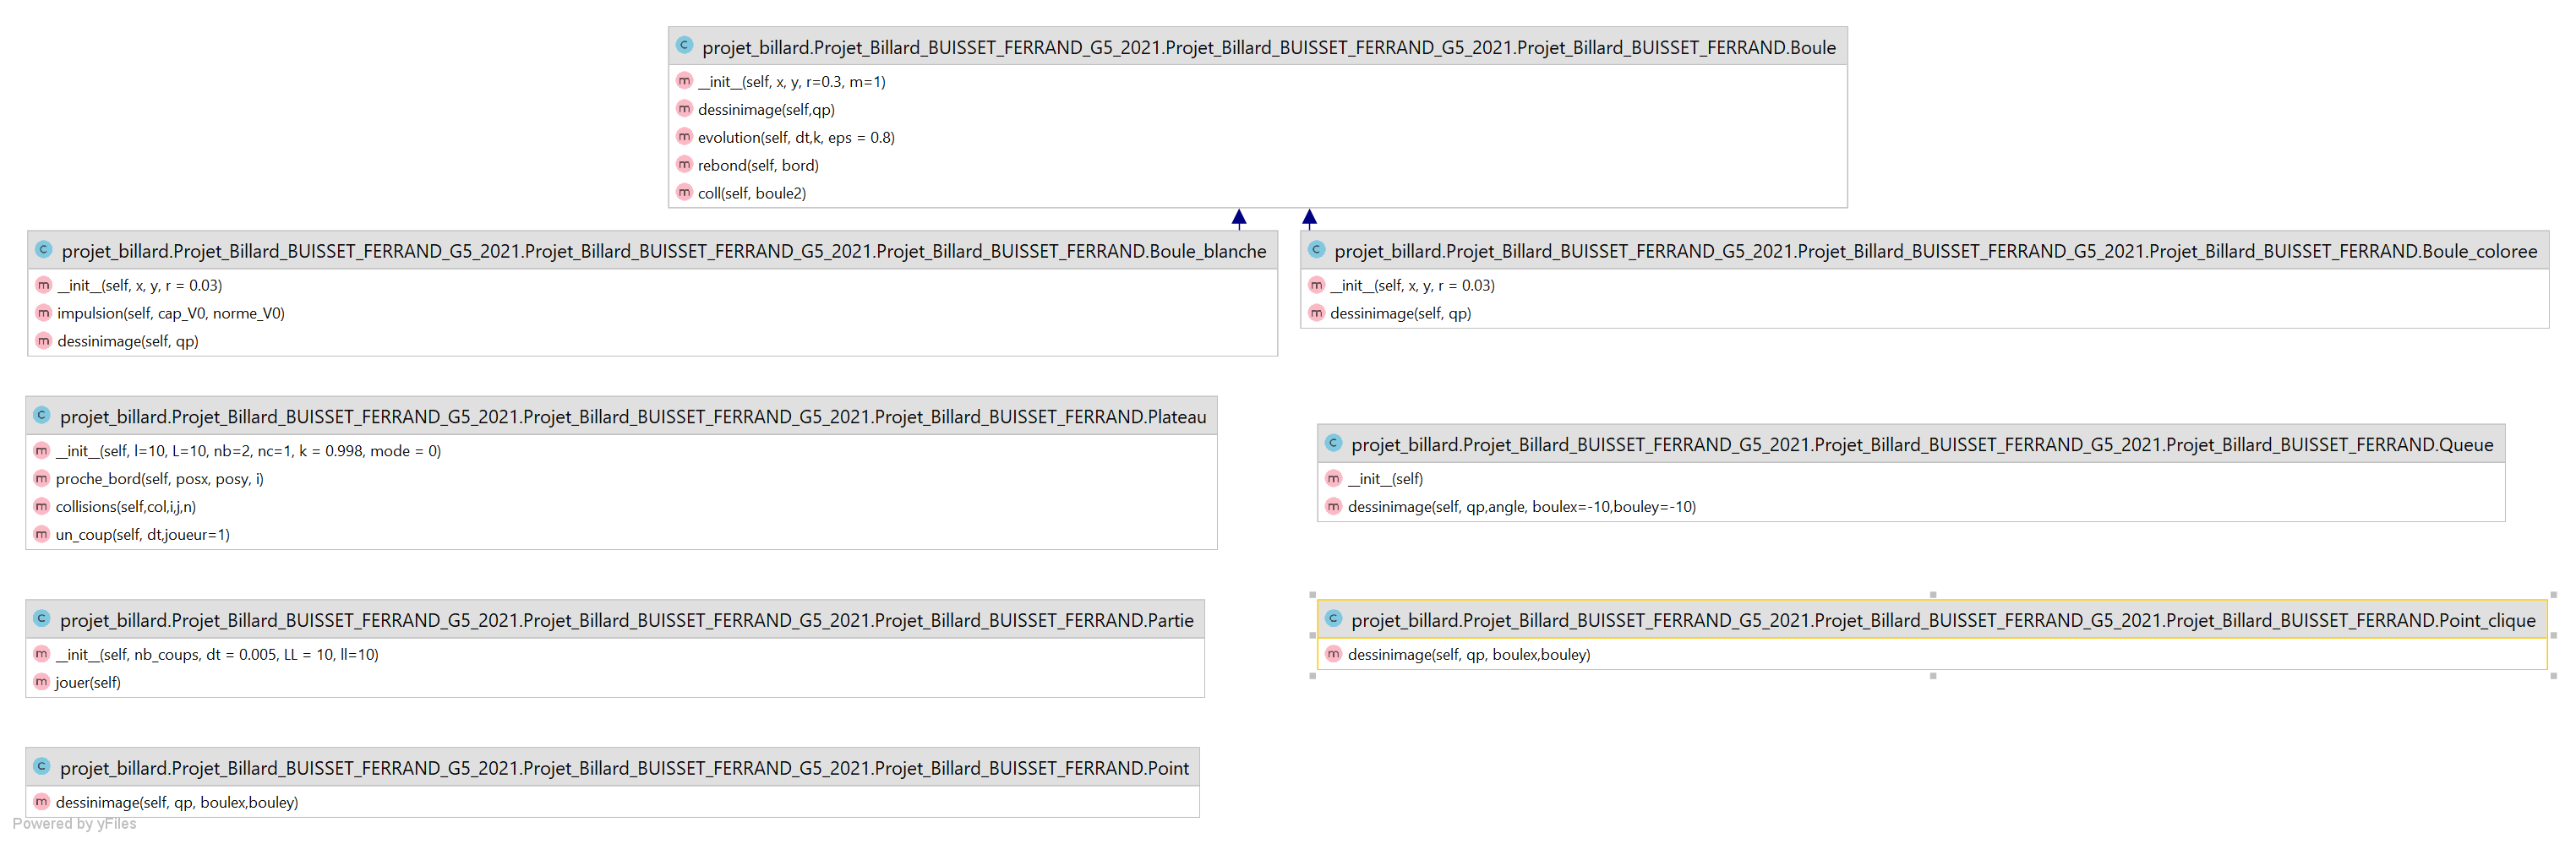 C projet_billard.Projet_Billard_BUISSET_FERRAND_G5_2021.Projet_Billard_BUISSET_FERRAND_G5_2021.Projet_Billard_BUISSET_FERRAND.Boule
m __init__(self, x, y, r=0.3, m=1)
m dessinimage(self,qp)
m evolution(self, dt,k, eps = 0.8)
m rebond(self, bord)
m coll(self, boule2)
C projet_billard.Projet_Billard_BUISSET_FERRAND_G5_2021.Projet_Billard_BUISSET_FERRAND_G5_2021.Projet_Billard_BUISSET_FERRAND.Boule_blanche
m __init__(self, x, y, r = 0.03)
m impulsion(self, cap_V0, norme_V0)
m dessinimage(self, qp)
C projet_billard.Projet_Billard_BUISSET_FERRAND_G5_2021.Projet_Billard_BUISSET_FERRAND_G5_2021.Projet_Billard_BUISSET_FERRAND.Boule_coloree
m __init__(self, x, y, r = 0.03)
m dessinimage(self, qp)
C projet_billard.Projet_Billard_BUISSET_FERRAND_G5_2021.Projet_Billard_BUISSET_FERRAND_G5_2021.Projet_Billard_BUISSET_FERRAND.Plateau
m __init__(self, l=10, L=10, nb=2, nc=1, k = 0.998, mode = 0)
m proche_bord(self, posx, posy, i)
m collisions(self,col,i,j,n)
m un_coup(self, dt,joueur=1)
C projet_billard.Projet_Billard_BUISSET_FERRAND_G5_2021.Projet_Billard_BUISSET_FERRAND_G5_2021.Projet_Billard_BUISSET_FERRAND.Queue
m __init__(self)
m dessinimage(self, qp,angle, boulex=-10,bouley=-10)
C projet_billard.Projet_Billard_BUISSET_FERRAND_G5_2021.Projet_Billard_BUISSET_FERRAND_G5_2021.Projet_Billard_BUISSET_FERRAND.Partie
m __init__(self, nb_coups, dt = 0.005, LL = 10, ll=10)
m jouer(self)
C projet_billard.Projet_Billard_BUISSET_FERRAND_G5_2021.Projet_Billard_BUISSET_FERRAND_G5_2021.Projet_Billard_BUISSET_FERRAND.Point_clique
m dessinimage(self, qp, boulex,bouley)
C projet_billard.Projet_Billard_BUISSET_FERRAND_G5_2021.Projet_Billard_BUISSET_FERRAND_G5_2021.Projet_Billard_BUISSET_FERRAND.Point
m dessinimage(self, qp, boulex,bouley)
Powered by yFiles